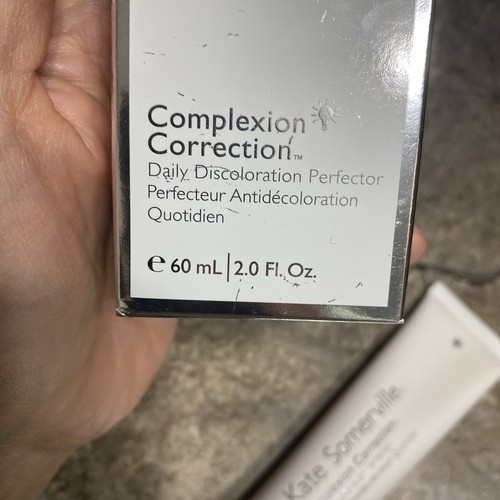 Complexion
Correction™
Daily Discoloration Perfector
Perfecteur Antidécoloration
Quotidien
℮ 60 mL | 2.0 Fl. Oz.
Kate Somerville.